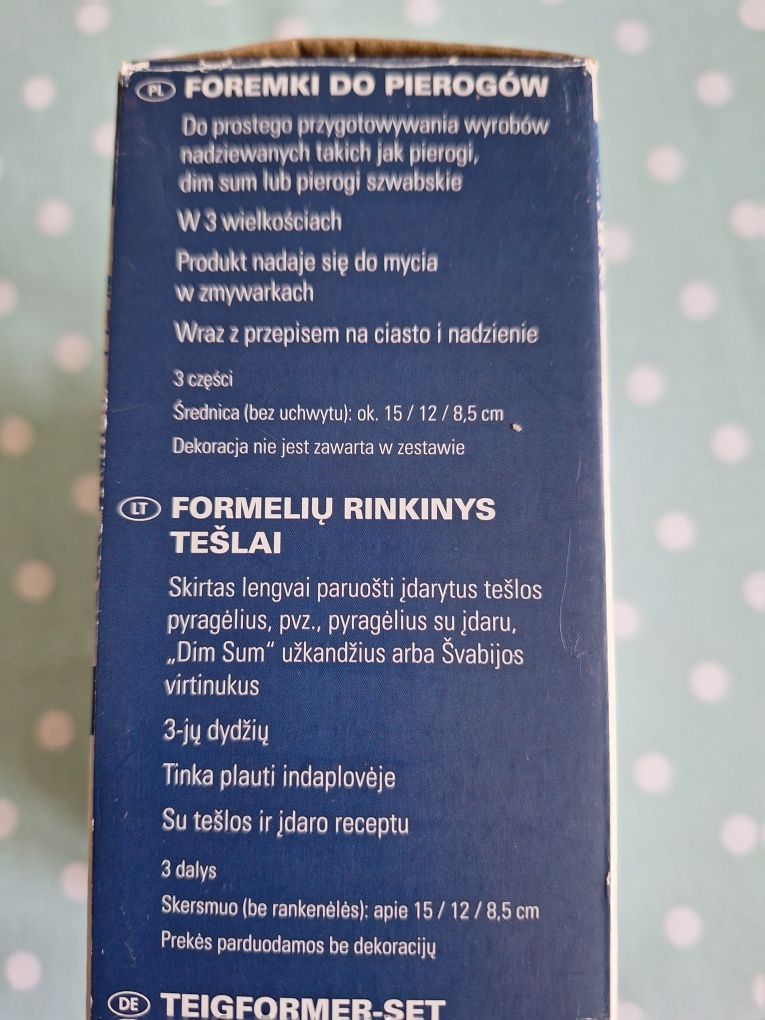 PL FOREMKI DO PIEROGÓW
Do prostego przygotowywania wyrobów
nadziewanych takich jak pierogi,
dim sum lub pierogi szwabskie
W 3 wielkościach
Produkt nadaje się do mycia
w zmywarkach
Wraz z przepisem na ciasto i nadzienie
3 części
Średnica (bez uchwytu): ok. 15 / 12 / 8,5 cm
Dekoracja nie jest zawarta w zestawie
LT FORMELIŲ RINKINYS
TEŠLAI
Skirtas lengvai paruošti įdarytus tešlos
pyragėlius, pvz., pyragėlius su įdaru,
„Dim Sum“ užkandžius arba Švabijos
virtinukus
3-jų dydžių
Tinka plauti indaplovėje
Su tešlos ir įdaro receptu
3 dalys
Skersmuo (be rankenėlės): apie 15 / 12 / 8,5 cm
Prekės parduodamos be dekoracijų
DE TEIGFORMER-SET